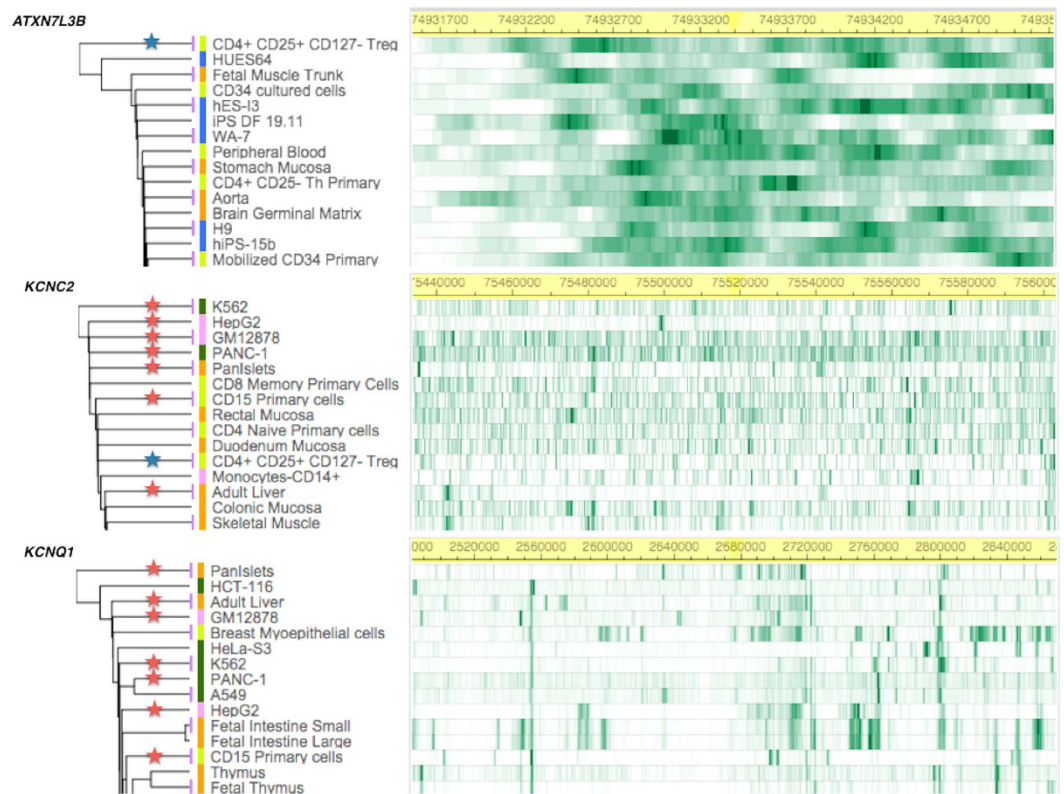 ATXN7L3B
74931700 74932200 74932700 74933200 74933700 74934200 74934700 74935
CD4+ CD25+ CD127- Treg
HUES64
Fetal Muscle Trunk
CD34 cultured cells
hES-I3
iPS DF 19.11
WA-7
Peripheral Blood
Stomach Mucosa
CD4+ CD25- Th Primary
Aorta
Brain Germinal Matrix
H9
hiPS-15b
Mobilized CD34 Primary
KCNC2
75440000 75460000 75480000 75500000 75520000 75540000 75560000 75580000 7560000
K562
HepG2
GM12878
PANC-1
PanIslets
CD8 Memory Primary Cells
CD15 Primary cells
Rectal Mucosa
CD4 Naive Primary cells
Duodenum Mucosa
CD4+ CD25+ CD127- Treg
Monocytes-CD14+
Adult Liver
Colonic Mucosa
Skeletal Muscle
KCNQ1
000 2520000 2560000 2600000 2640000 2680000 2720000 2760000 2800000 2840000 2
PanIslets
HCT-116
Adult Liver
GM12878
Breast Myoepithelial cells
HeLa-S3
K562
PANC-1
A549
HepG2
Fetal Intestine Small
Fetal Intestine Large
CD15 Primary cells
Thymus
Fetal Thymus